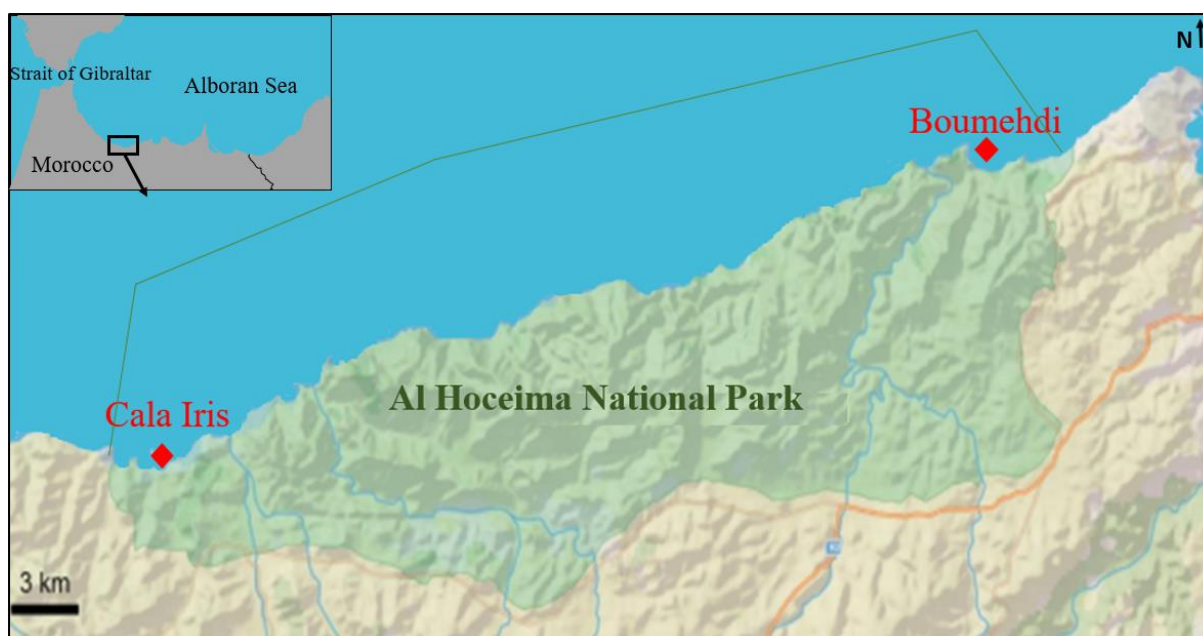 Strait of Gibraltar
Alboran Sea
Morocco
N
Boumehdi
Cala Iris
Al Hoceima National Park
3 km